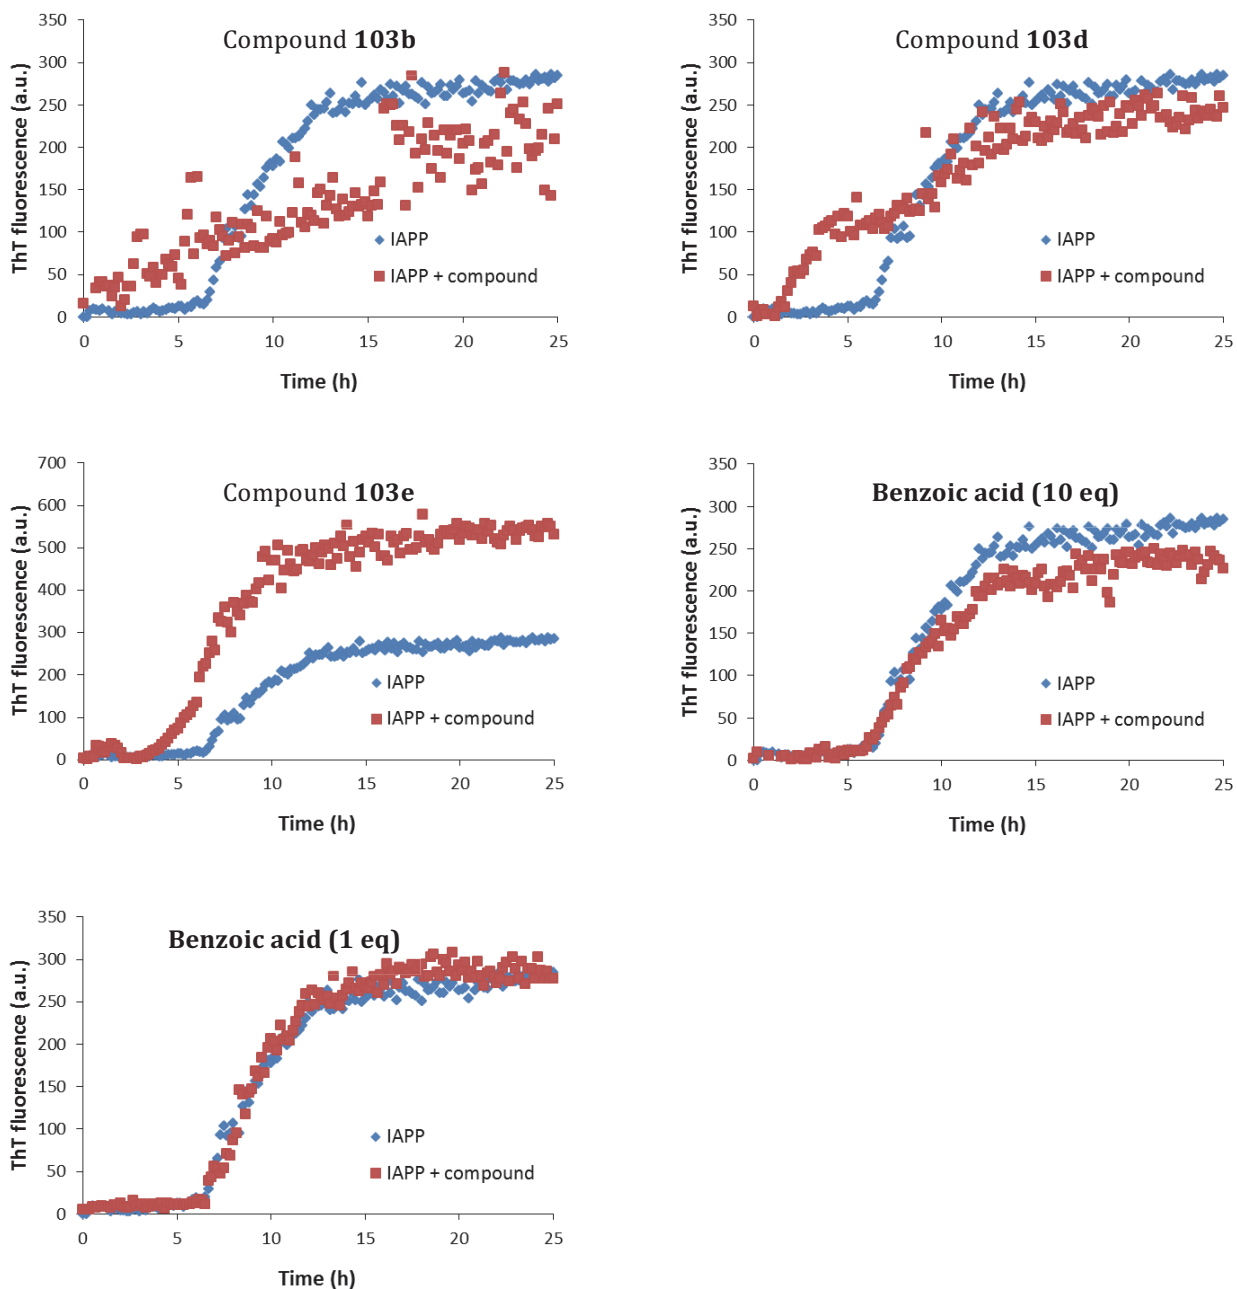 Compound 103b
ThT fluorescence (a.u.)
350
300
250
200
150
100
50
0
IAPP
IAPP + compound
0 5 10 15 20 25
Time (h)
Compound 103d
ThT fluorescence (a.u.)
350
300
250
200
150
100
50
0
IAPP
IAPP + compound
0 5 10 15 20 25
Time (h)
Compound 103e
ThT fluorescence (a.u.)
700
600
500
400
300
200
100
0
IAPP
IAPP + compound
0 5 10 15 20 25
Time (h)
Benzoic acid (10 eq)
ThT fluorescence (a.u.)
350
300
250
200
150
100
50
0
IAPP
IAPP + compound
0 5 10 15 20 25
Time (h)
Benzoic acid (1 eq)
ThT fluorescence (a.u.)
350
300
250
200
150
100
50
0
IAPP
IAPP + compound
0 5 10 15 20 25
Time (h)